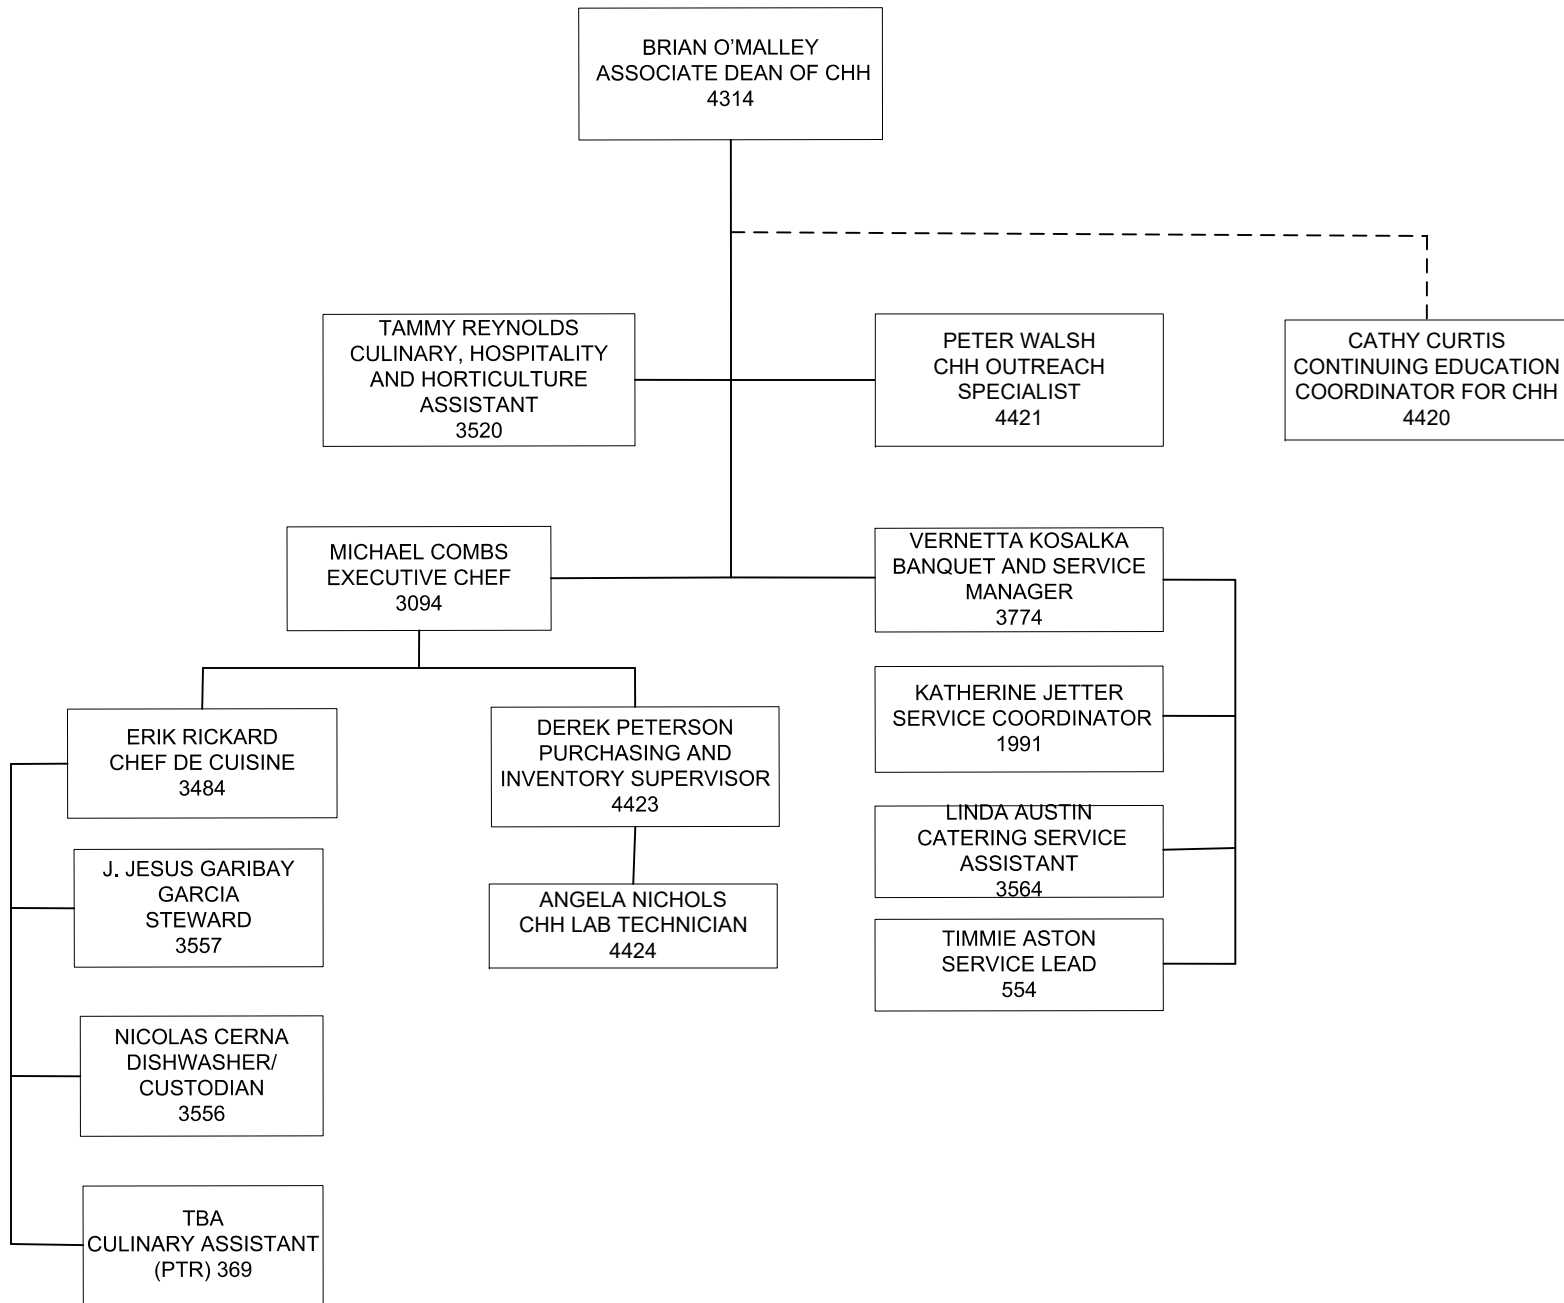 BRIAN O’MALLEY
ASSOCIATE DEAN OF CHH
4314
TAMMY REYNOLDS
CULINARY, HOSPITALITY
AND HORTICULTURE
ASSISTANT
3520
PETER WALSH
CHH OUTREACH
SPECIALIST
4421
CATHY CURTIS
CONTINUING EDUCATION
COORDINATOR FOR CHH
4420
MICHAEL COMBS
EXECUTIVE CHEF
3094
VERNETTA KOSALKA
BANQUET AND SERVICE
MANAGER
3774
ERIK RICKARD
CHEF DE CUISINE
3484
DEREK PETERSON
PURCHASING AND
INVENTORY SUPERVISOR
4423
KATHERINE JETTER
SERVICE COORDINATOR
1991
J. JESUS GARIBAY
GARCIA
STEWARD
3557
ANGELA NICHOLS
CHH LAB TECHNICIAN
4424
LINDA AUSTIN
CATERING SERVICE
ASSISTANT
3564
TIMMIE ASTON
SERVICE LEAD
554
NICOLAS CERNA
DISHWASHER/
CUSTODIAN
3556
TBA
CULINARY ASSISTANT
(PTR) 369